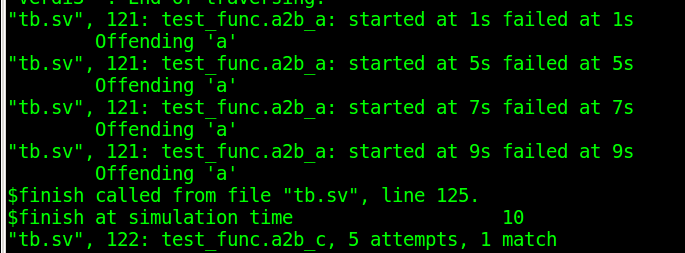 "tb.sv", 121: test_func.a2b_a: started at 1s failed at 1s
Offending 'a'
"tb.sv", 121: test_func.a2b_a: started at 5s failed at 5s
Offending 'a'
"tb.sv", 121: test_func.a2b_a: started at 7s failed at 7s
Offending 'a'
"tb.sv", 121: test_func.a2b_a: started at 9s failed at 9s
Offending 'a'
$finish called from file "tb.sv", line 125.
$finish at simulation time 10
"tb.sv", 122: test_func.a2b_c, 5 attempts, 1 match